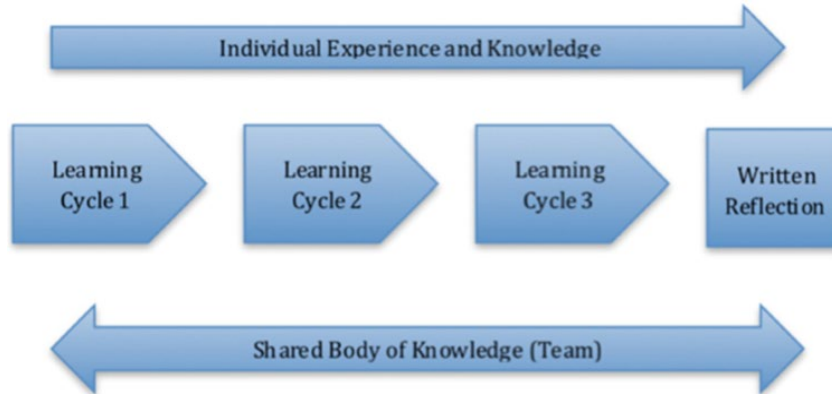 Individual Experience and Knowledge
Learning
Cycle 1
Learning
Cycle 2
Learning
Cycle 3
Written
Reflection
Shared Body of Knowledge (Team)